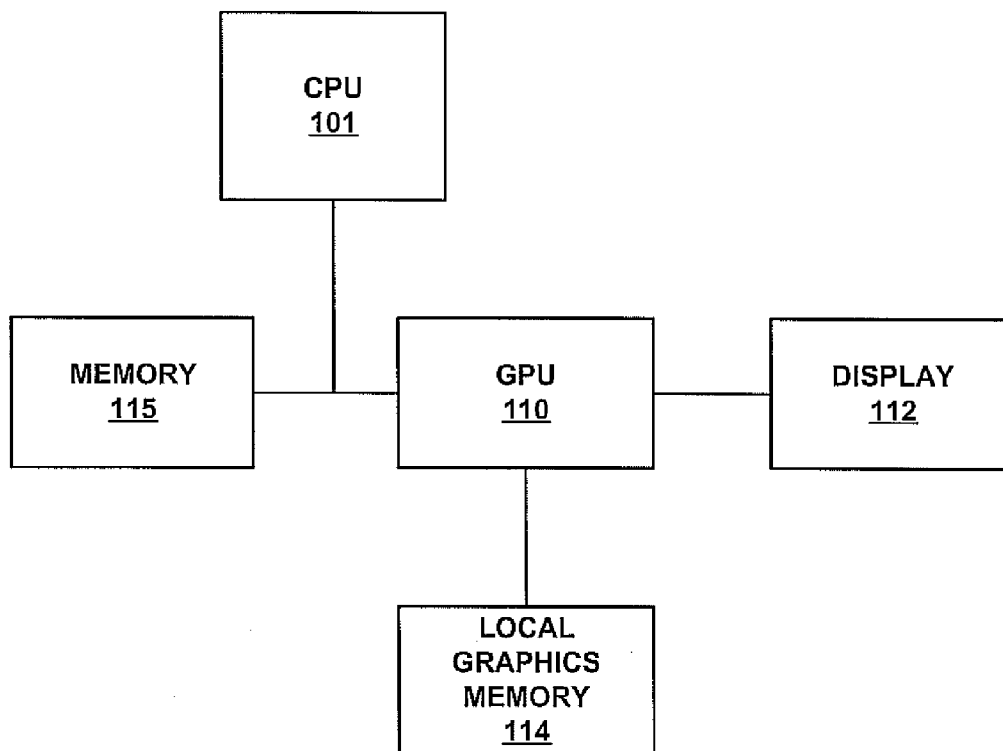 CPU
101
MEMORY
115
GPU
110
DISPLAY
112
LOCAL
GRAPHICS
MEMORY
114